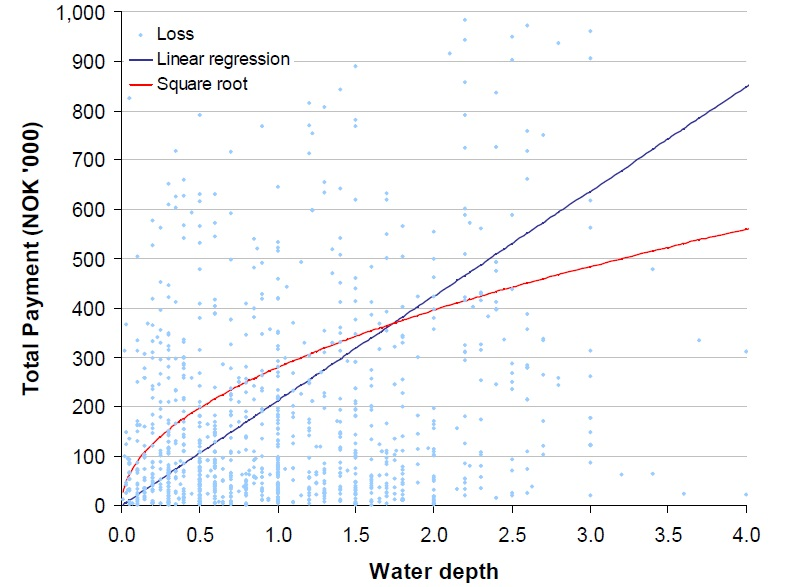 1,000
900
800
700
600
500
400
300
200
100
0
Total Payment (NOK '000)
Loss
Linear regression
Square root
0.0 0.5 1.0 1.5 2.0 2.5 3.0 3.5 4.0
Water depth